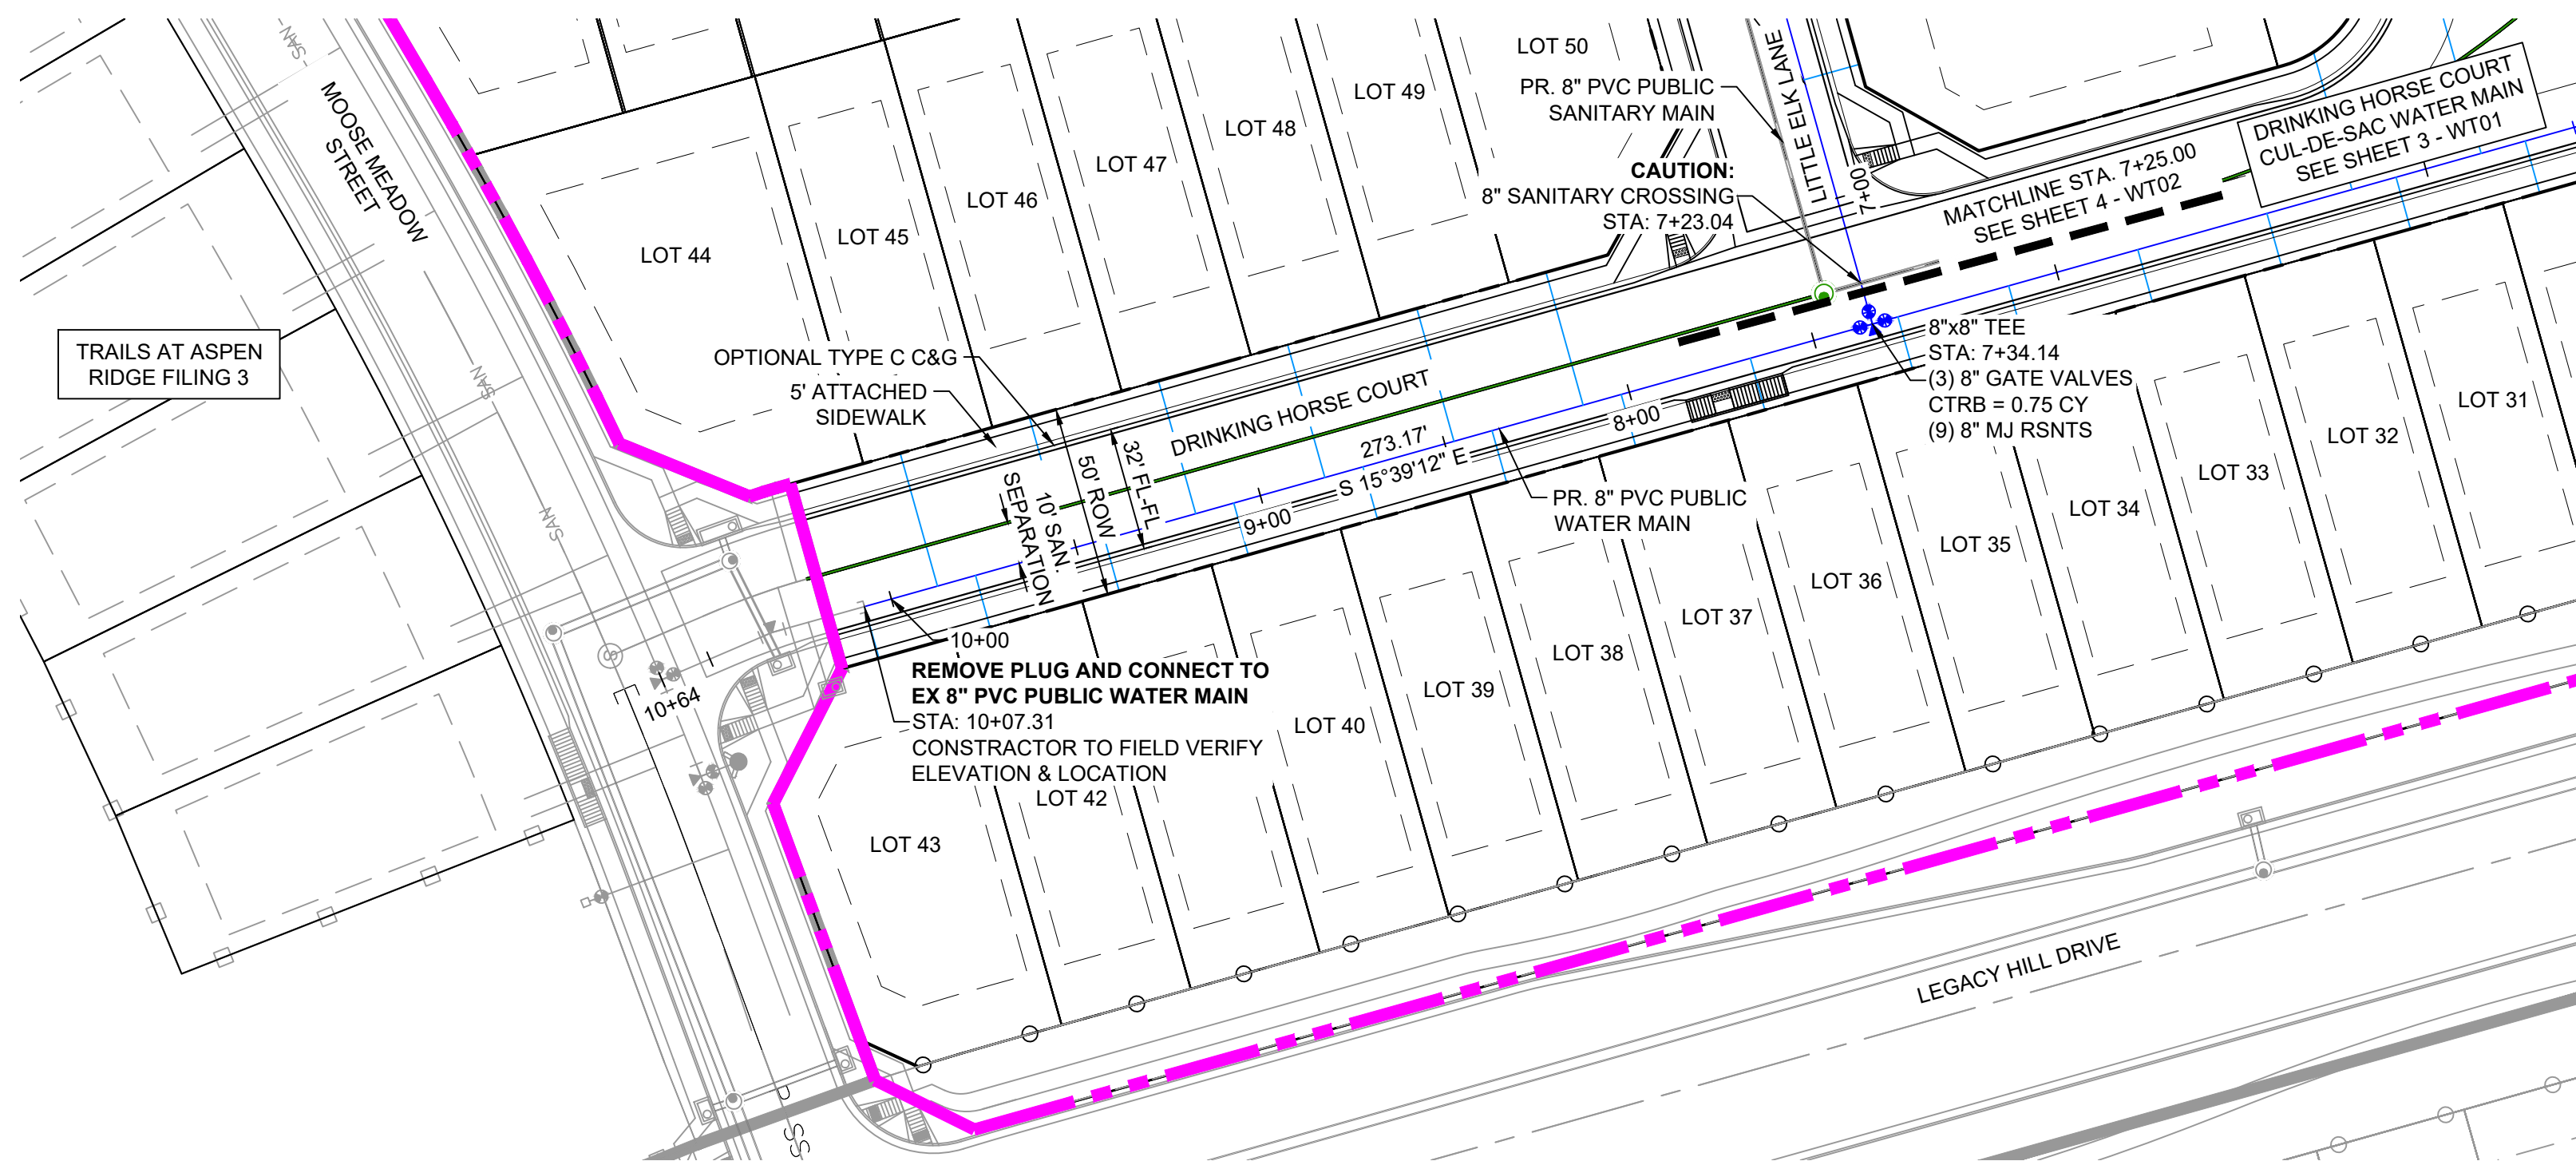 SAN
MOOSE MEADOW
STREET
TRAILS AT ASPEN
RIDGE FILING 3
SAN
SAN
LOT 44
LOT 45
LOT 46
LOT 47
LOT 48
LOT 49
LOT 50
PR. 8" PVC PUBLIC
SANITARY MAIN
LITTLE ELK LANE
CAUTION:
8" SANITARY CROSSING
STA: 7+23.04
7+00
MATCHLINE STA. 7+25.00
SEE SHEET 4 - WT02
DRINKING HORSE COURT
CUL-DE-SAC WATER MAIN
SEE SHEET 3 - WT01
OPTIONAL TYPE C C&G
5' ATTACHED
SIDEWALK
DRINKING HORSE COURT
32' FL-FL
50' ROW
10' SAN.
SEPARATION
273.17'
S 15°39'12" E
8+00
9+00
PR. 8" PVC PUBLIC
WATER MAIN
8"x8" TEE
STA: 7+34.14
(3) 8" GATE VALVES
CTRB = 0.75 CY
(9) 8" MJ RSNTS
10+00
REMOVE PLUG AND CONNECT TO
EX 8" PVC PUBLIC WATER MAIN
STA: 10+07.31
CONSTRACTOR TO FIELD VERIFY
ELEVATION & LOCATION
10+64
S
LOT 31
LOT 32
LOT 33
LOT 34
LOT 35
LOT 36
LOT 37
LOT 38
LOT 39
LOT 40
LOT 42
LOT 43
LEGACY HILL DRIVE
SS